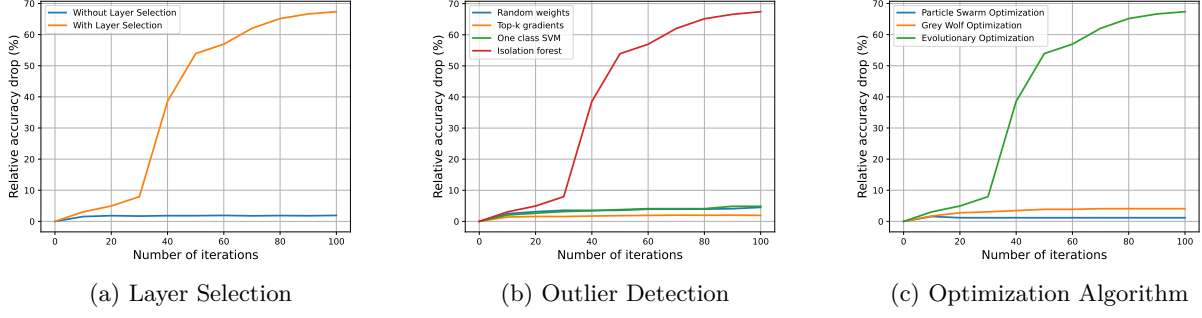 Without Layer Selection
With Layer Selection
Relative accuracy drop (%)
70
60
50
40
30
20
10
0
0 20 40 60 80 100
Number of iterations
(a) Layer Selection
Random weights
Top-k gradients
One class SVM
Isolation forest
Relative accuracy drop (%)
70
60
50
40
30
20
10
0
0 20 40 60 80 100
Number of iterations
(b) Outlier Detection
Particle Swarm Optimization
Grey Wolf Optimization
Evolutionary Optimization
Relative accuracy drop (%)
70
60
50
40
30
20
10
0
0 20 40 60 80 100
Number of iterations
(c) Optimization Algorithm